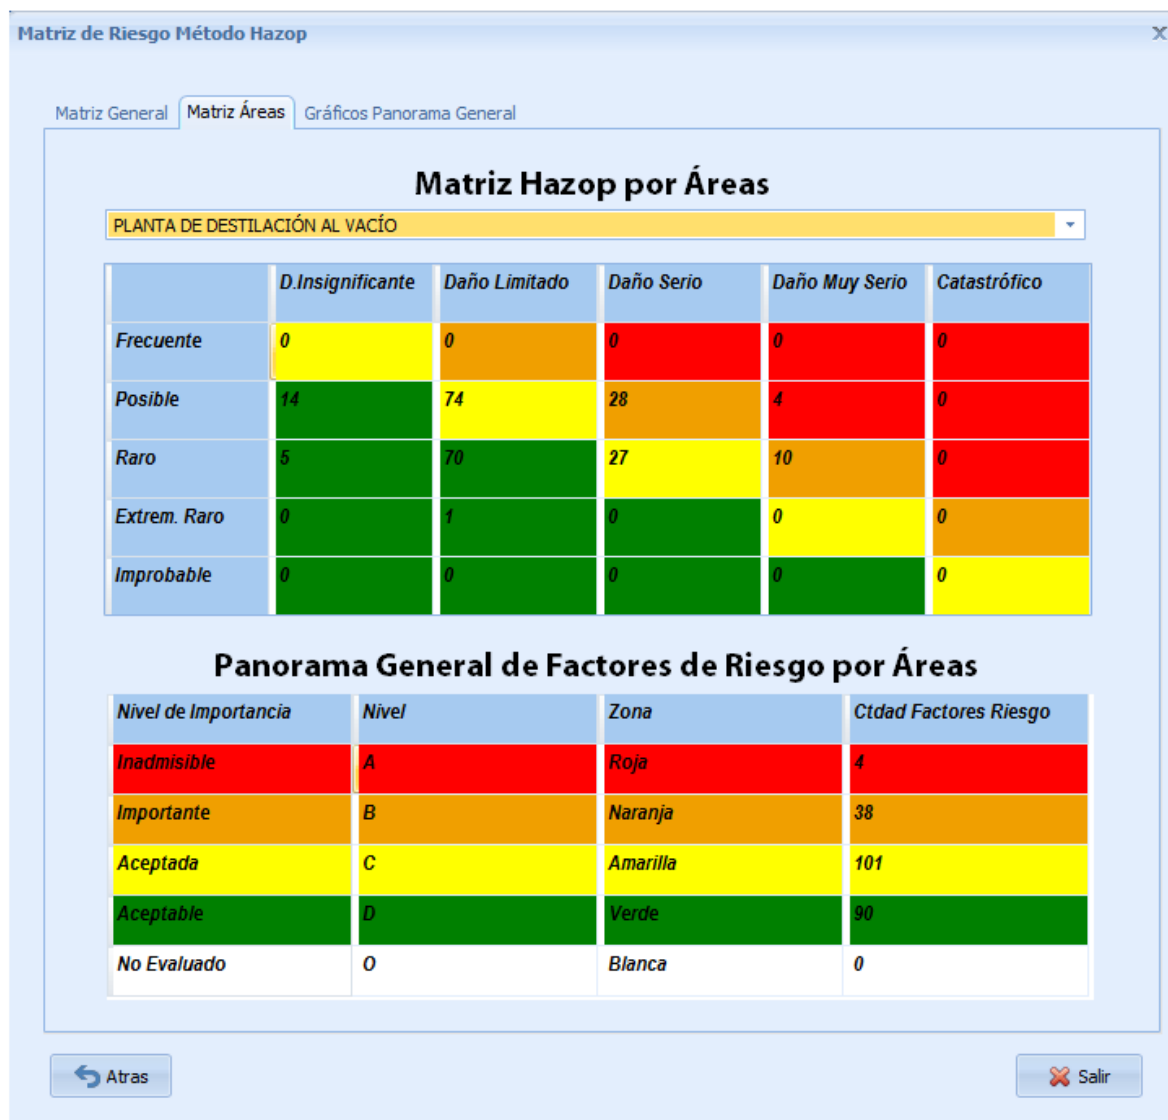 Matriz de Riesgo Método Hazop
Matriz General Matriz Áreas Gráficos Panorama General
Matriz Hazop por Áreas
PLANTA DE DESTILACIÓN AL VACÍO
D.Insignificante Daño Limitado Daño Serio Daño Muy Serio Catastrófico
Frecuente 0 0 0 0 0
Posible 14 74 28 4 0
Raro 5 70 27 10 0
Extrem. Raro 0 1 0 0 0
Improbable 0 0 0 0 0
Panorama General de Factores de Riesgo por Áreas
Nivel de Importancia Nivel Zona Ctdad Factores Riesgo
Inadmisible A Roja 4
Importante B Naranja 38
Aceptada C Amarilla 101
Aceptable D Verde 90
No Evaluado O Blanca 0
Atras Salir